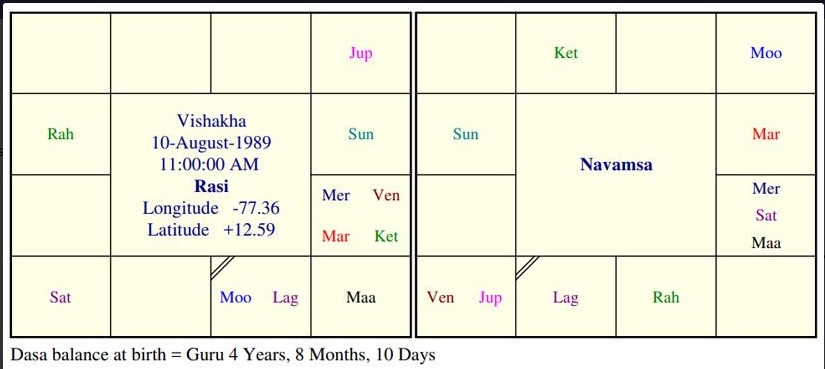 Jup
Rah
Vishakha
10-August-1989
11:00:00 AM
Rasi
Longitude -77.36
Latitude +12.59
Sun
Mer Ven
Mar Ket
Sat
Moo Lag
Maa
Ket
Moo
Sun
Navamsa
Mar
Mer
Sat
Maa
Ven Jup
Lag
Rah
Dasa balance at birth = Guru 4 Years, 8 Months, 10 Days